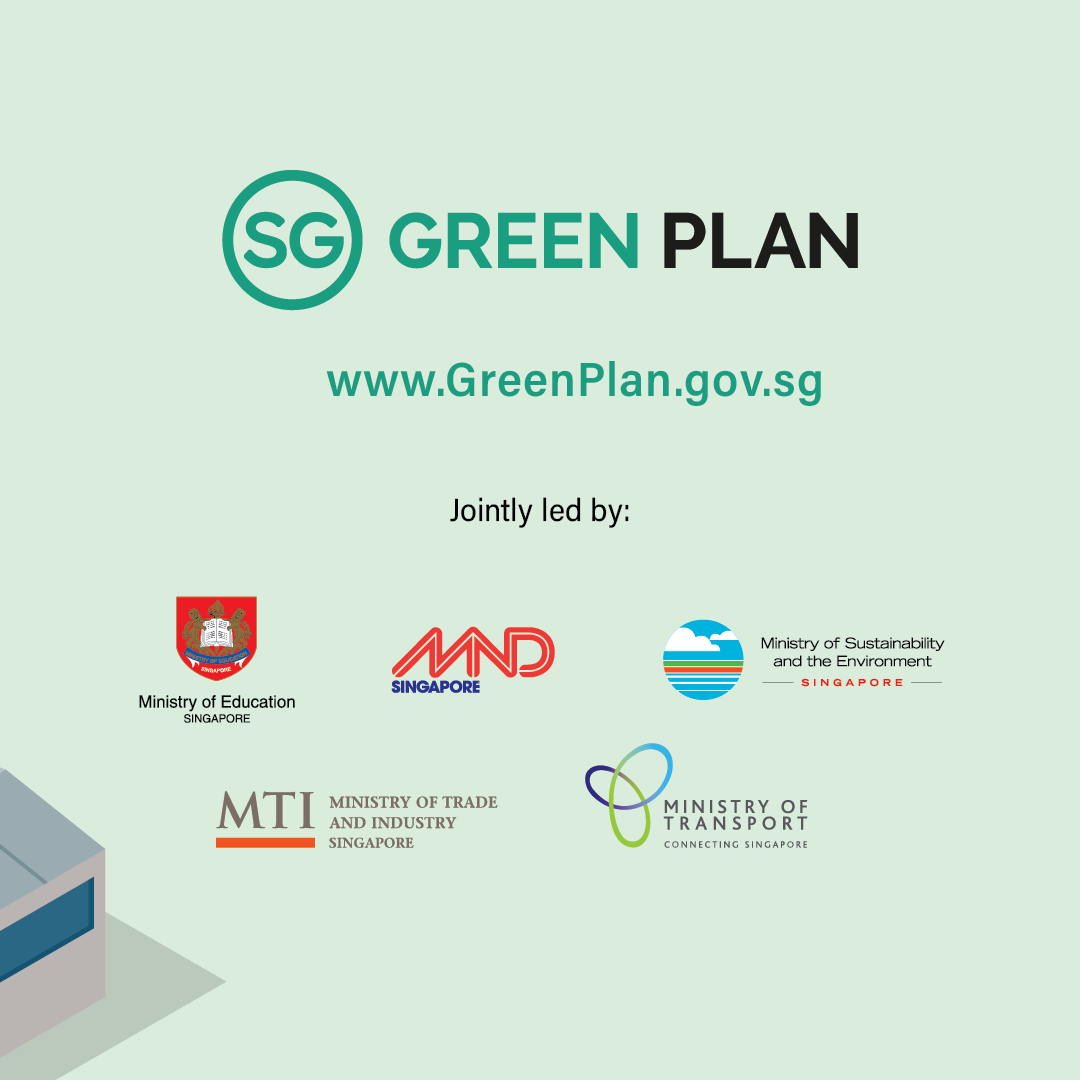 SG GREEN PLAN
www.GreenPlan.gov.sg
Jointly led by:
SINGAPORE
Ministry of Education
SINGAPORE
MND
SINGAPORE
Ministry of Sustainability
and the Environment
SINGAPORE
MTI
MINISTRY OF TRADE
AND INDUSTRY
SINGAPORE
MINISTRY OF
TRANSPORT
CONNECTING SINGAPORE